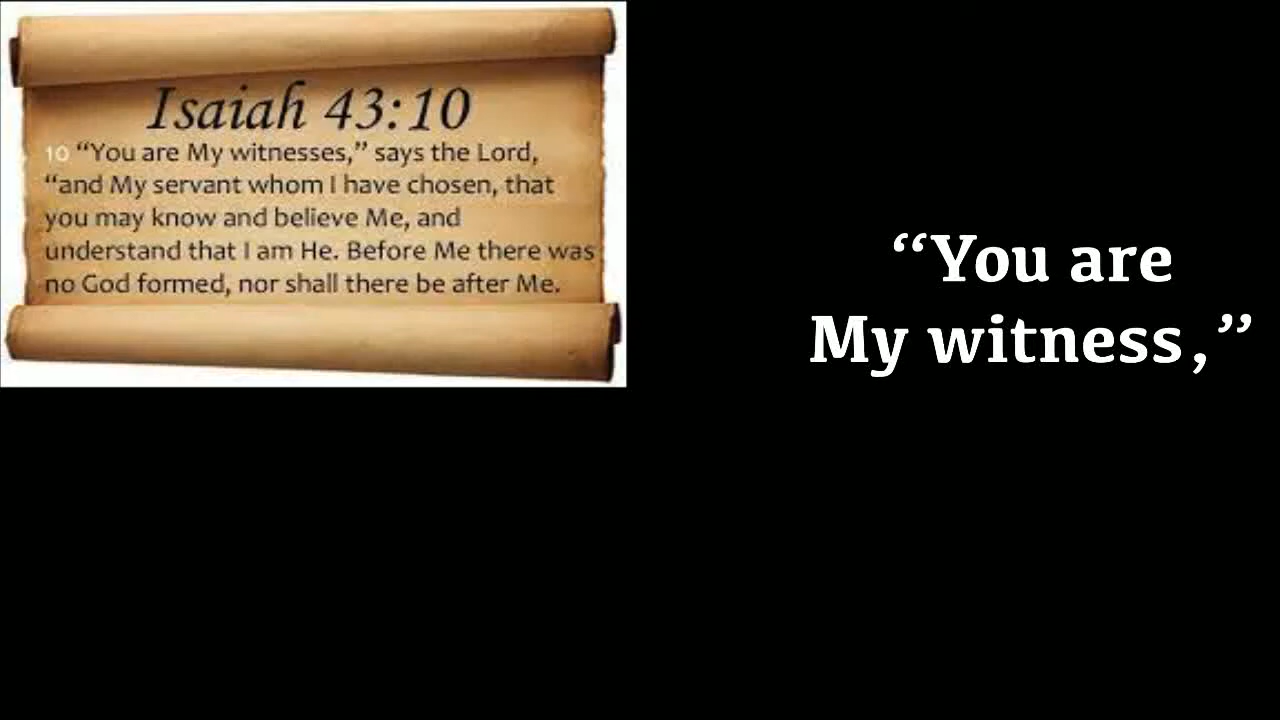 Isaiah 43:10
10 “You are My witnesses,” says the Lord,
“and My servant whom I have chosen, that
you may know and believe Me, and
understand that I am He. Before Me there was
no God formed, nor shall there be after Me.
“You are
My witness,”